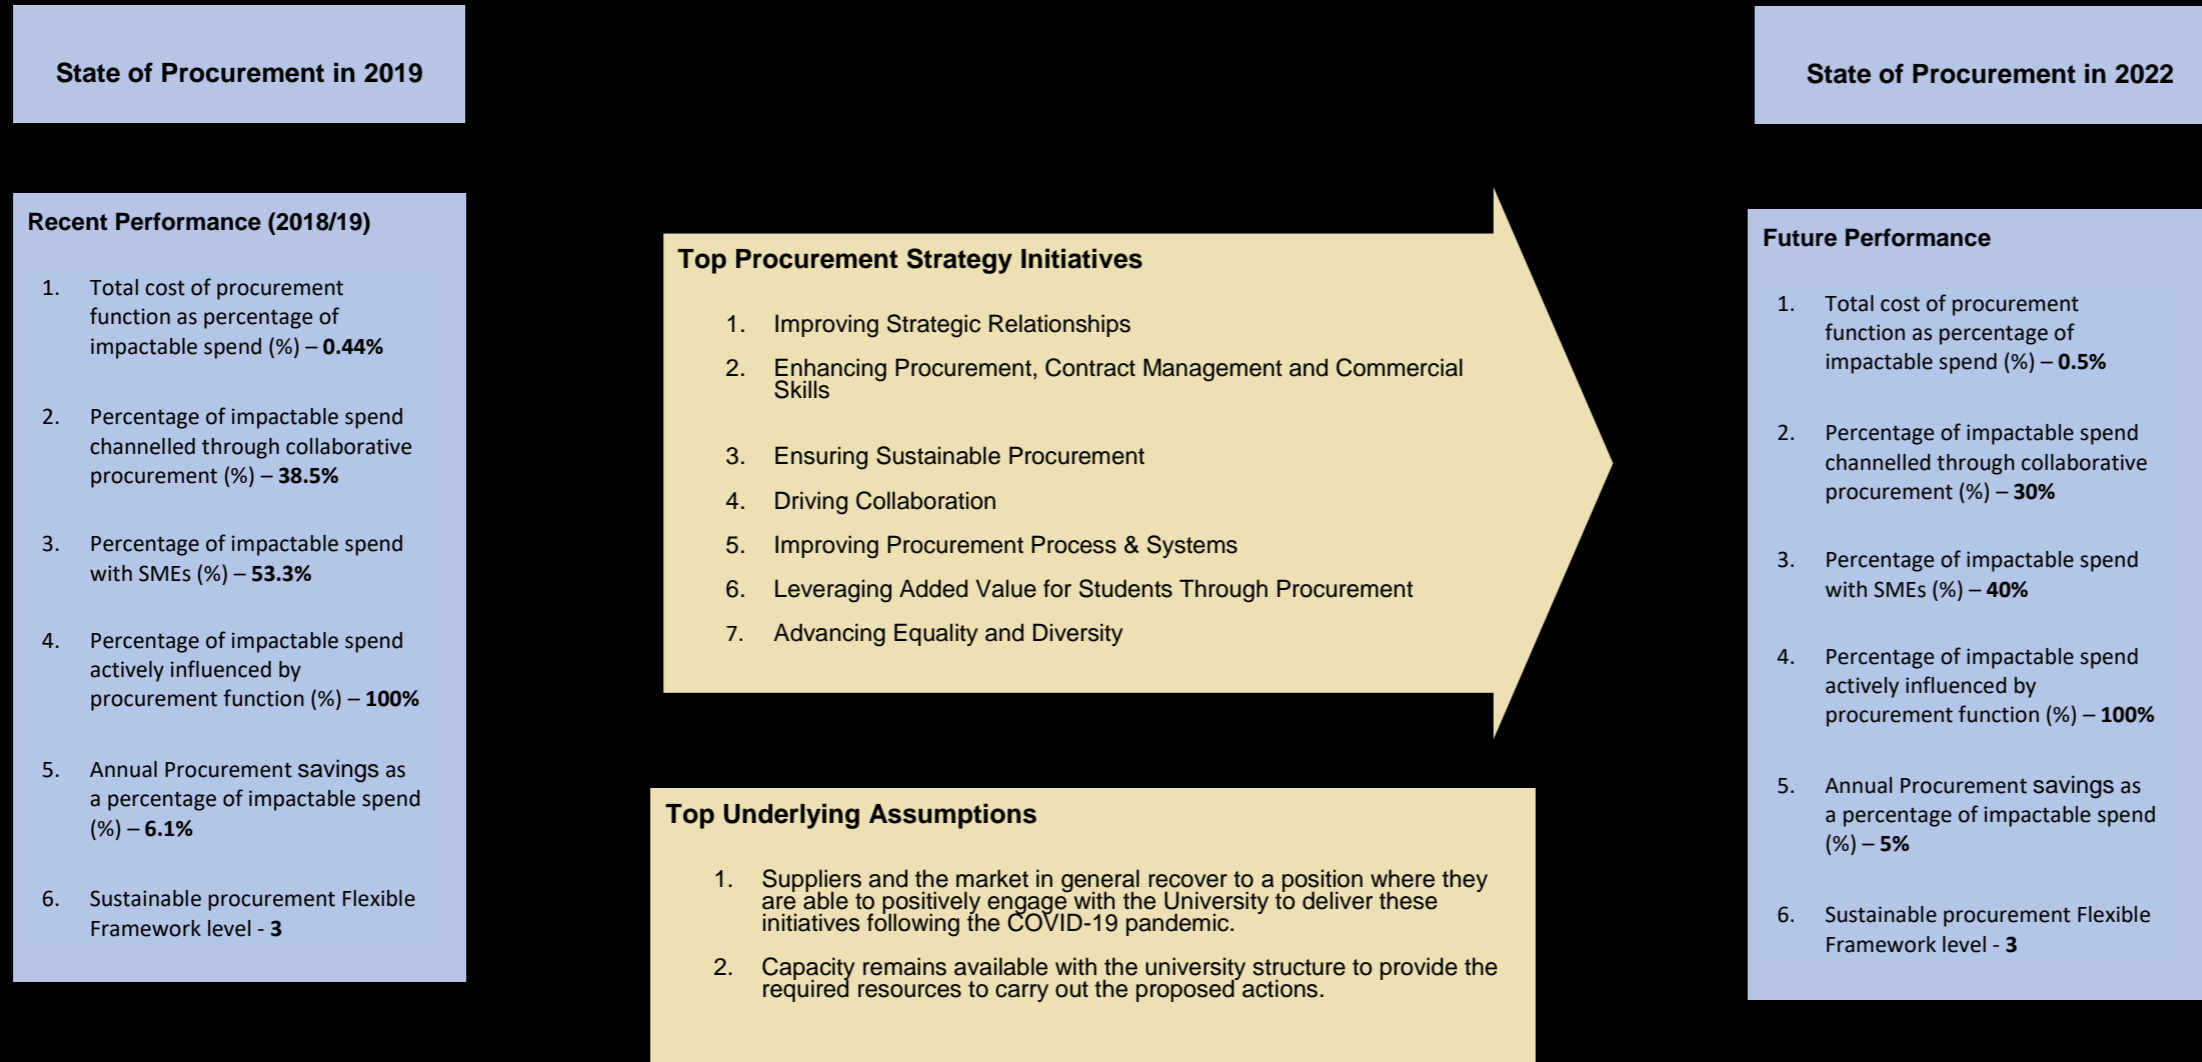 State of Procurement in 2019
State of Procurement in 2022
Recent Performance (2018/19)
1. Total cost of procurement
function as percentage of
impactable spend (%) – 0.44%
2. Percentage of impactable spend
channelled through collaborative
procurement (%) – 38.5%
3. Percentage of impactable spend
with SMEs (%) – 53.3%
4. Percentage of impactable spend
actively influenced by
procurement function (%) – 100%
5. Annual Procurement savings as
a percentage of impactable spend
(%) – 6.1%
6. Sustainable procurement Flexible
Framework level - 3
Top Procurement Strategy Initiatives
1. Improving Strategic Relationships
2. Enhancing Procurement, Contract Management and Commercial
Skills
3. Ensuring Sustainable Procurement
4. Driving Collaboration
5. Improving Procurement Process & Systems
6. Leveraging Added Value for Students Through Procurement
7. Advancing Equality and Diversity
Top Underlying Assumptions
1. Suppliers and the market in general recover to a position where they
are able to positively engage with the University to deliver these
initiatives following the COVID-19 pandemic.
2. Capacity remains available with the university structure to provide the
required resources to carry out the proposed actions.
Future Performance
1. Total cost of procurement
function as percentage of
impactable spend (%) – 0.5%
2. Percentage of impactable spend
channelled through collaborative
procurement (%) – 30%
3. Percentage of impactable spend
with SMEs (%) – 40%
4. Percentage of impactable spend
actively influenced by
procurement function (%) – 100%
5. Annual Procurement savings as
a percentage of impactable spend
(%) – 5%
6. Sustainable procurement Flexible
Framework level - 3